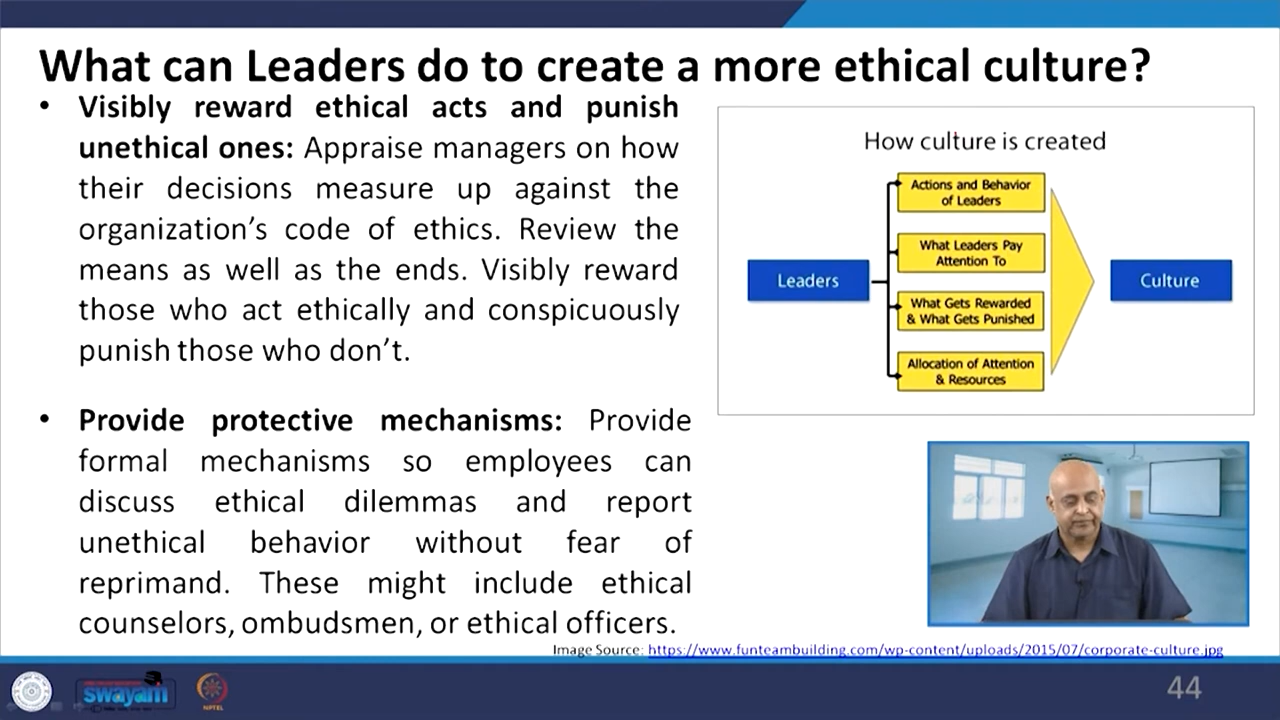 What can Leaders do to create a more ethical culture?
• Visibly reward ethical acts and punish
unethical ones: Appraise managers on how
their decisions measure up against the
organization’s code of ethics. Review the
means as well as the ends. Visibly reward
those who act ethically and conspicuously
punish those who don’t.
• Provide protective mechanisms: Provide
formal mechanisms so employees can
discuss ethical dilemmas and report
unethical behavior without fear of
reprimand. These might include ethical
counselors, ombudsmen, or ethical officers.
How culture is created
Leaders
Actions and Behavior
of Leaders
What Leaders Pay
Attention To
What Gets Rewarded
& What Gets Punished
Allocation of Attention
& Resources
Culture
Image Source: https://www.funteambuilding.com/wp-content/uploads/2015/07/corporate-culture.jpg
swayam
NPTEL
44